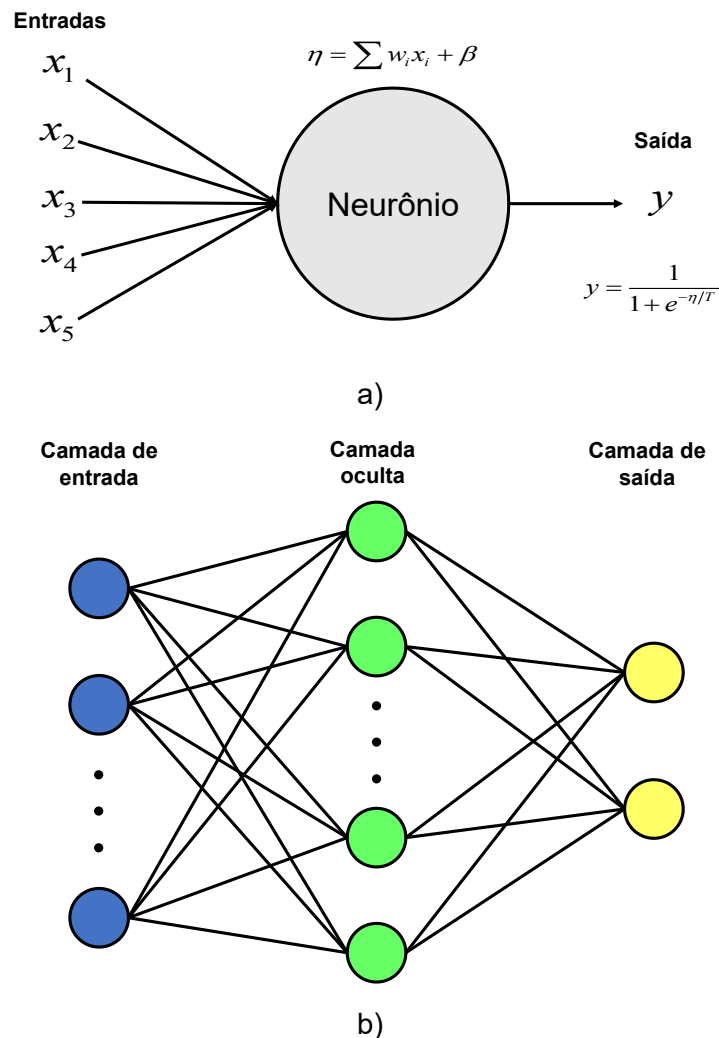 Entradas
η = ∑ wᵢxᵢ + β
x₁
x₂
x₃
x₄
x₅
Neurônio
Saída
y
y = 1 / (1 + e^(−η/T))
a)
Camada de
entrada
Camada
oculta
Camada de
saída
b)